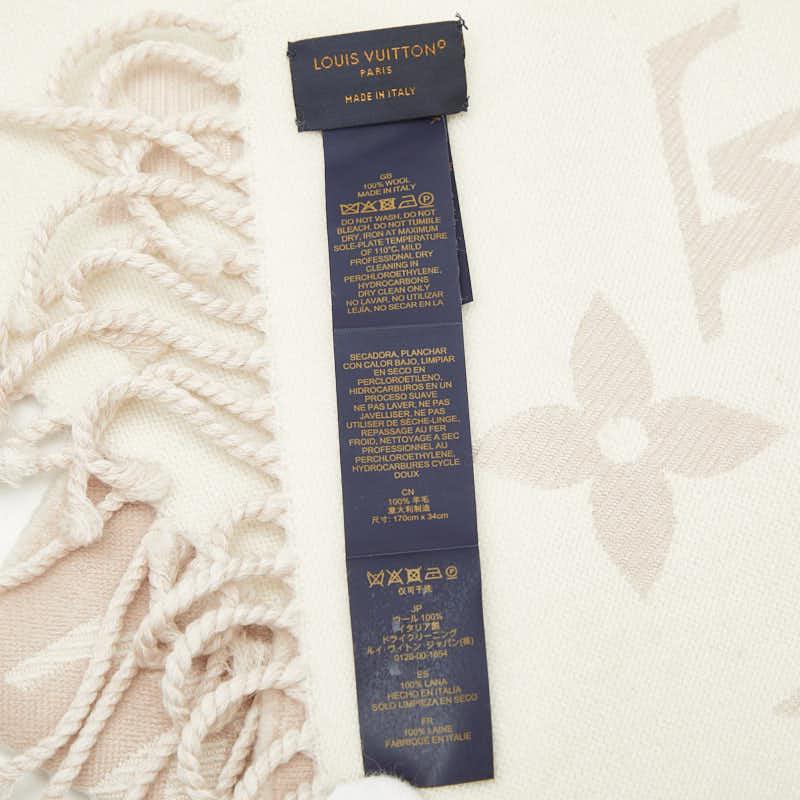 LOUIS VUITTON
PARIS
MADE IN ITALY
GB
100% WOOL
MADE IN ITALY
DO NOT WASH, DO NOT
BLEACH, DO NOT TUMBLE
DRY, IRON AT MAXIMUM
SOLE-PLATE TEMPERATURE
OF 110°C, MILD
PROFESSIONAL DRY
CLEANING IN
PERCHLOROETHYLENE,
HYDROCARBONS
DRY CLEAN ONLY
NO LAVAR, NO UTILIZAR
LEJÍA, NO SECAR EN LA
SECADORA, PLANCHAR
CON CALOR BAJO, LIMPIAR
EN SECO EN
PERCLOROETILENO,
HIDROCARBUROS EN UN
PROCESO SUAVE
NE PAS LAVER, NE PAS
JAVELLISER, NE PAS
UTILISER DE SÈCHE-LINGE,
REPASSAGE AU FER
FROID, NETTOYAGE A SEC
PROFESSIONNEL AU
PERCHLOROETHYLENE,
HYDROCARBURES CYCLE
DOUX
CN
100% 羊毛
意大利制造
尺寸: 170cm x 34cm
仅可干洗
JP
ウール 100%
イタリア製
ドライクリーニング
ルイ・ヴィトン ジャパン(株)
0120-00-1854
ES
100% LANA
HECHO EN ITALIA
SOLO LIMPIEZA EN SECO
FR
100% LAINE
FABRIQUE EN ITALIE